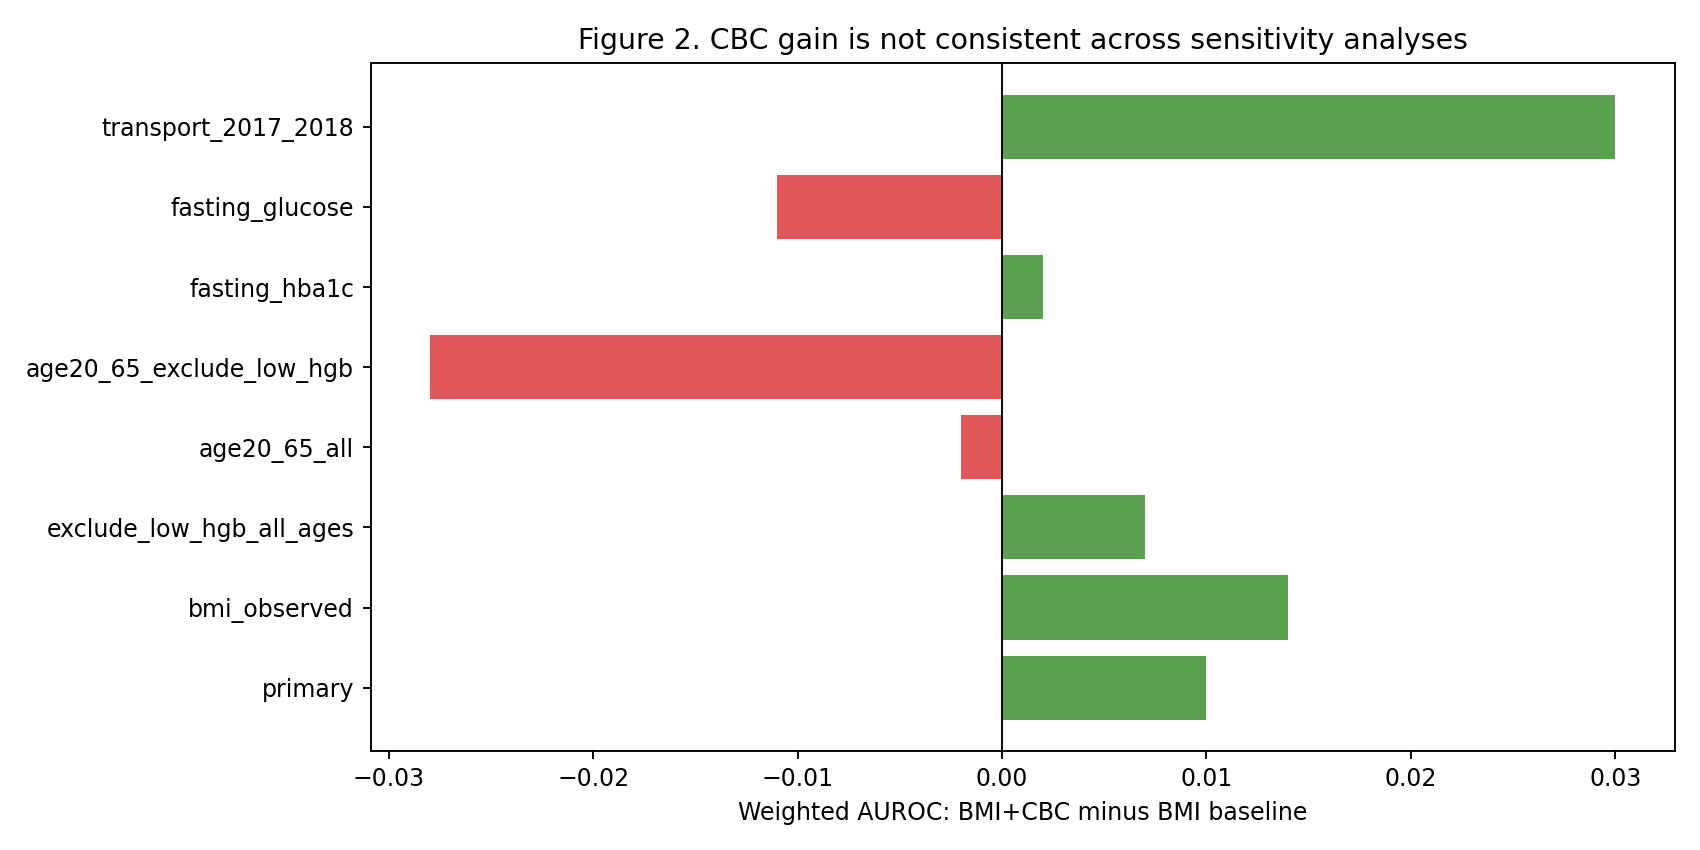 Figure 2. CBC gain is not consistent across sensitivity analyses
transport_2017_2018
fasting_glucose
fasting_hba1c
age20_65_exclude_low_hgb
age20_65_all
exclude_low_hgb_all_ages
bmi_observed
primary
−0.03 −0.02 −0.01 0.00 0.01 0.02 0.03
Weighted AUROC: BMI+CBC minus BMI baseline